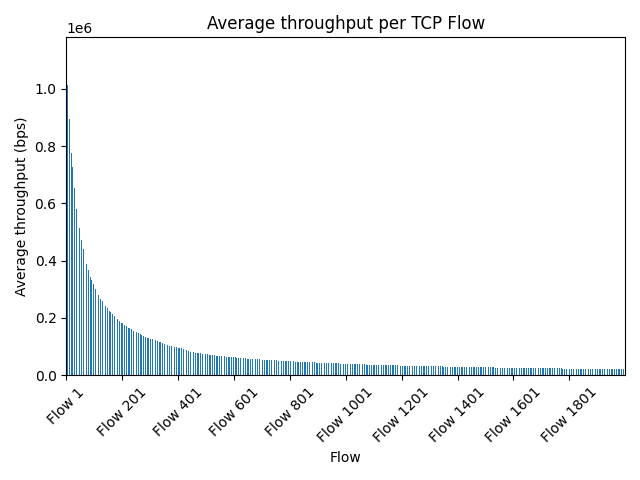 Average throughput per TCP Flow
1e6
Average throughput (bps)
1.0
0.8
0.6
0.4
0.2
0.0
Flow 1
Flow 201
Flow 401
Flow 601
Flow 801
Flow 1001
Flow 1201
Flow 1401
Flow 1601
Flow 1801
Flow